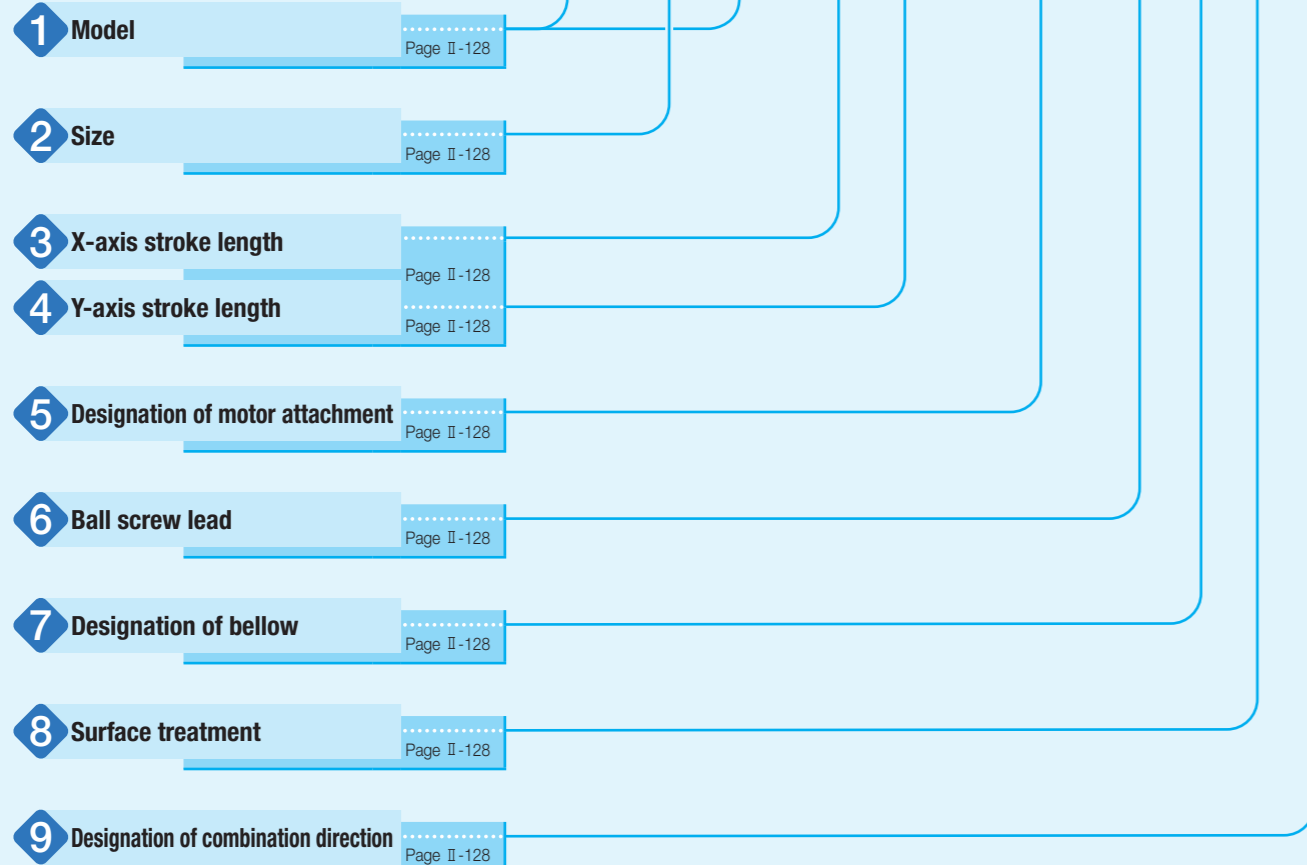 1 Model
Page Ⅱ-128
2 Size
Page Ⅱ-128
3 X-axis stroke length
Page Ⅱ-128
4 Y-axis stroke length
Page Ⅱ-128
5 Designation of motor attachment
Page Ⅱ-128
6 Ball screw lead
Page Ⅱ-128
7 Designation of bellow
Page Ⅱ-128
8 Surface treatment
Page Ⅱ-128
9 Designation of combination direction
Page Ⅱ-128